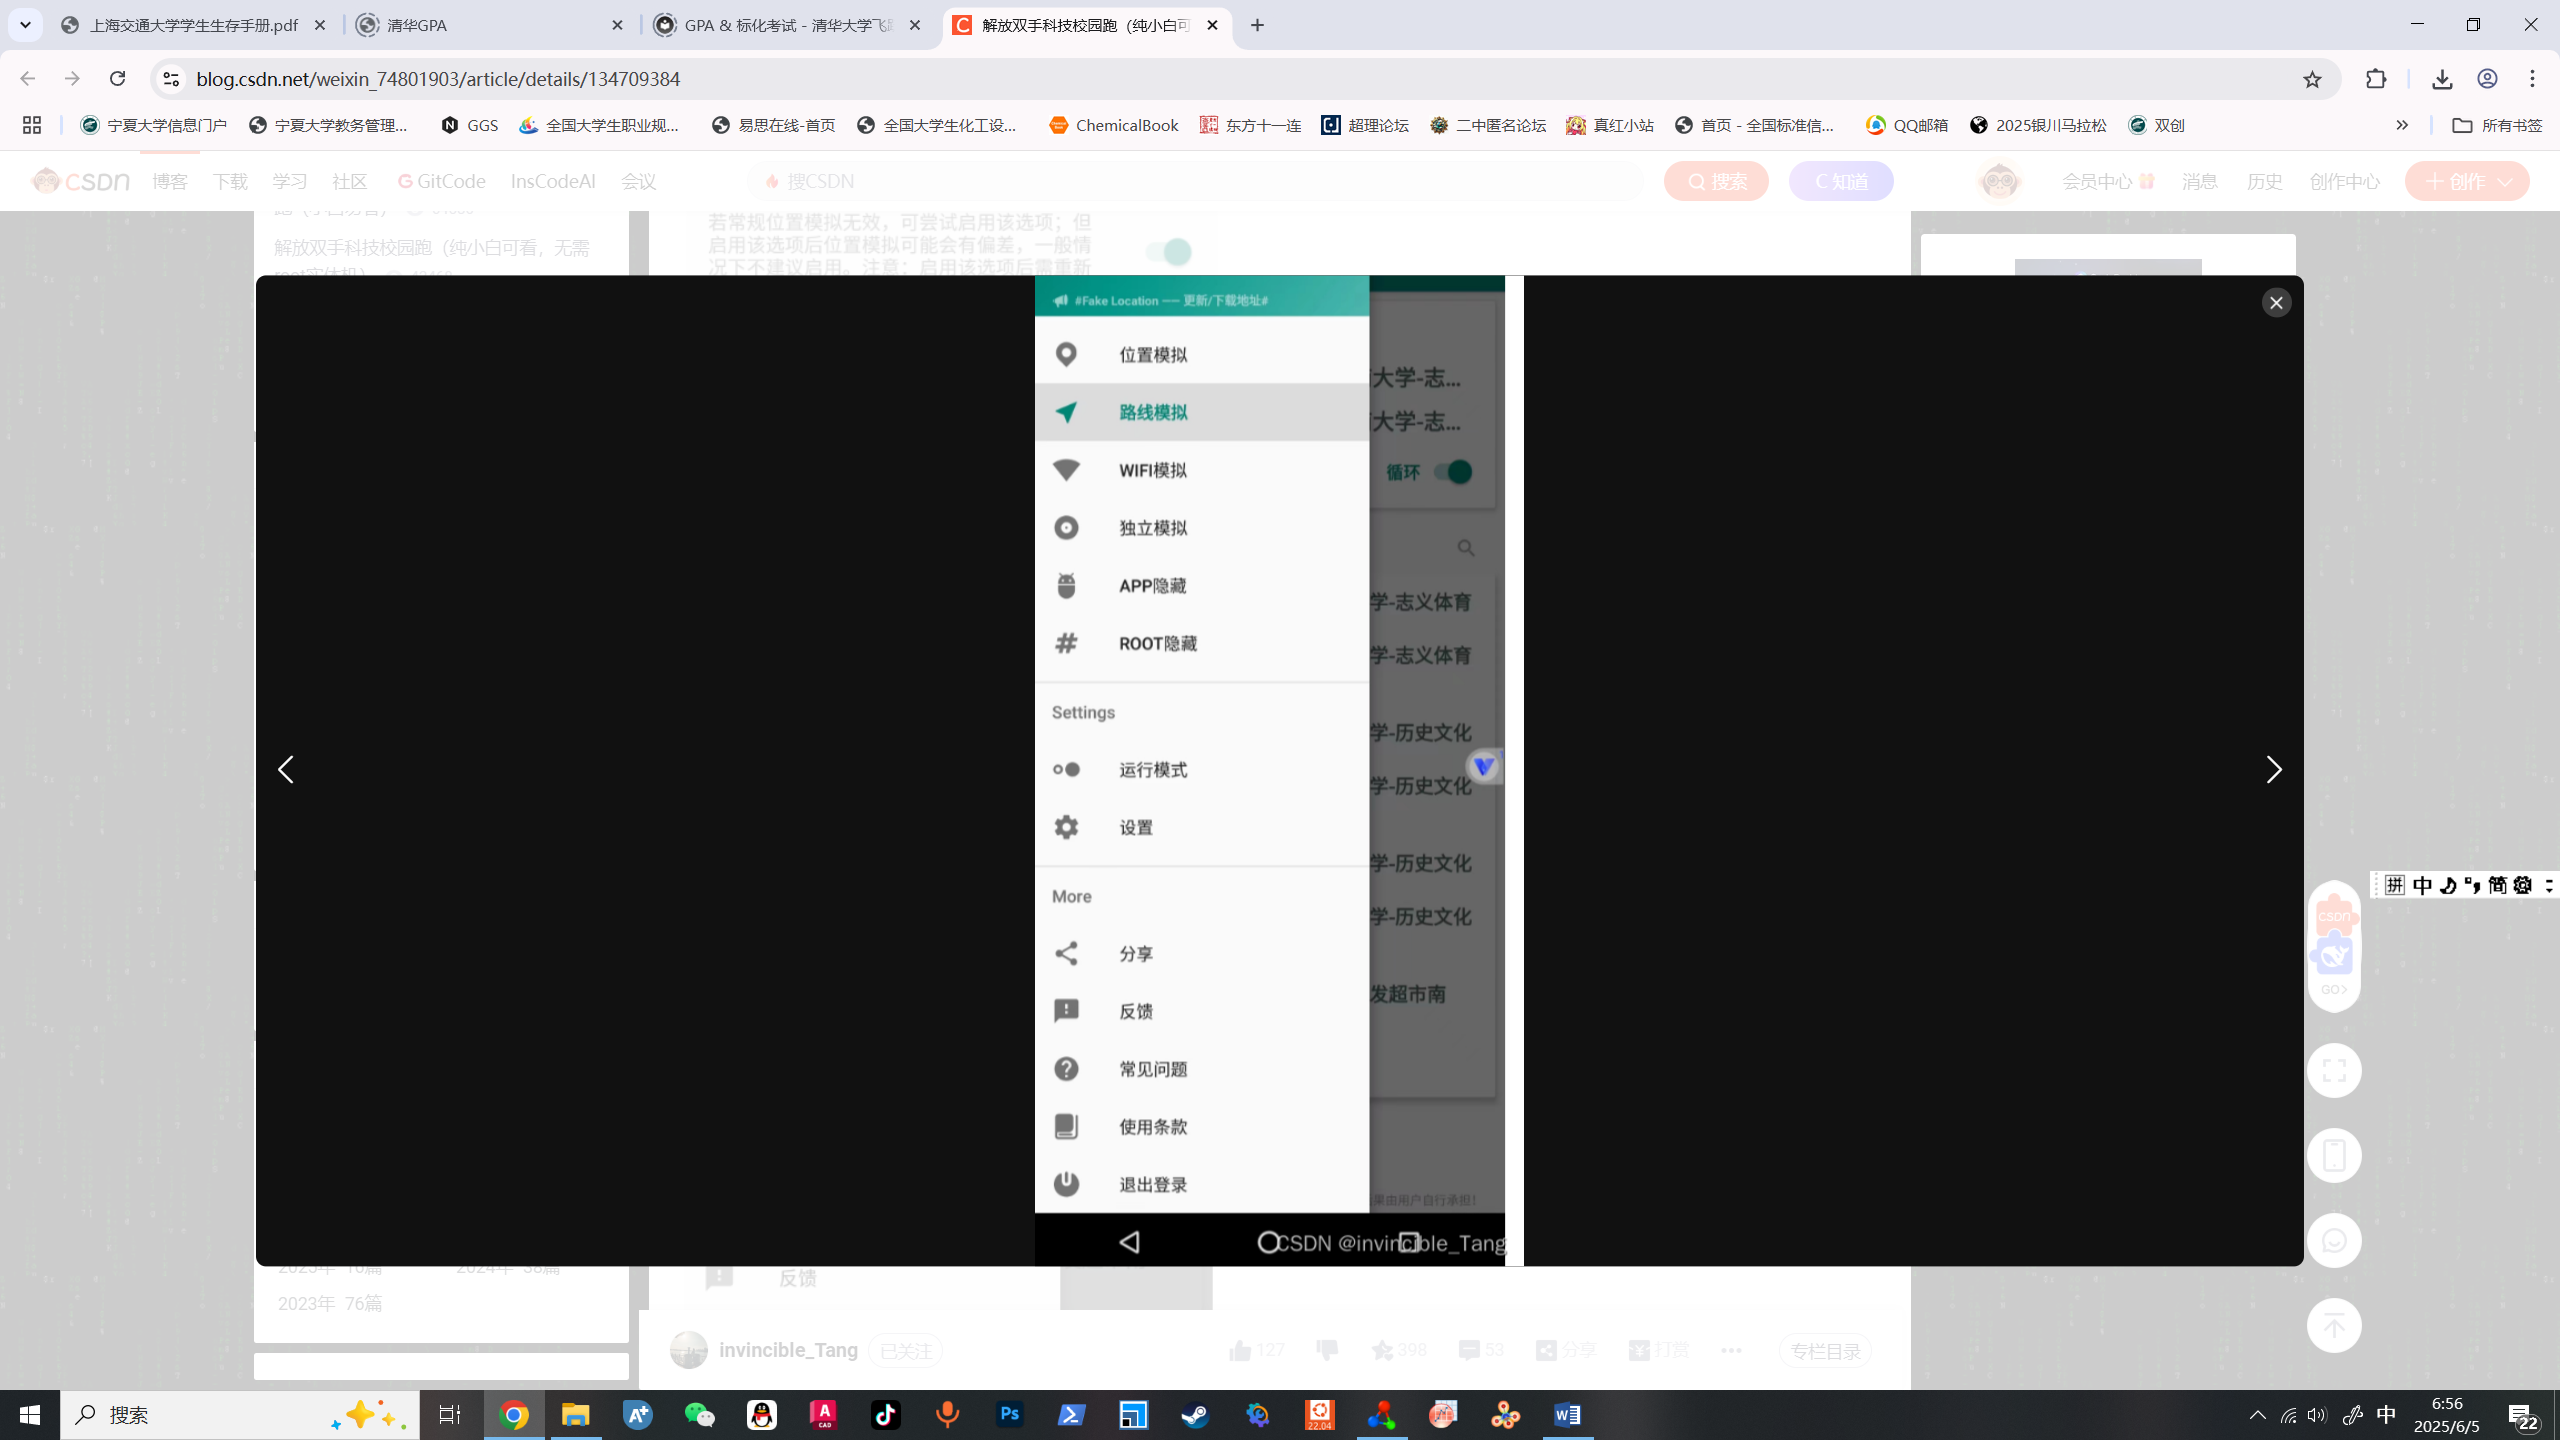 上海交通大学学生生存手册.pdf
清华GPA
GPA & 标化考试 - 清华大学飞跃
解放双手科技校园跑（纯小白可
blog.csdn.net/weixin_74801903/article/details/134709384
宁夏大学信息门户
宁夏大学教务管理...
GGS
全国大学生职业规...
易思在线-首页
全国大学生化工设...
ChemicalBook
东方十一连
超理论坛
二中匿名论坛
真红小站
首页 - 全国标准信...
QQ邮箱
2025银川马拉松
双创
所有书签
CSDN 博客 下载 学习 社区 GitCode InsCodeAI 会议
搜CSDN
搜索
C 知道
会员中心 消息 历史 创作中心
创作
解放双手科技校园跑（纯小白可看，无需
若常规位置模拟无效，可尝试启用该选项；但
启用该选项后位置模拟可能会有偏差，一般情
况下不建议启用。注意：启用该选项后需重新
#Fake Location —— 更新/下载地址#
位置模拟
路线模拟
WIFI模拟
独立模拟
APP隐藏
ROOT隐藏
Settings
运行模式
设置
More
分享
反馈
常见问题
使用条款
退出登录
大学-志...
大学-志...
循环
学-志义体育
学-志义体育
学-历史文化
学-历史文化
学-历史文化
学-历史文化
发超市南
果由用户自行承担！
CSDN @invincible_Tang
反馈
2023年 76篇
invincible_Tang
已关注
127
398
53
分享
打赏
专栏目录
CSDN
GO>
拼 中 简
搜索
22.04
中
6:56
2025/6/5
22